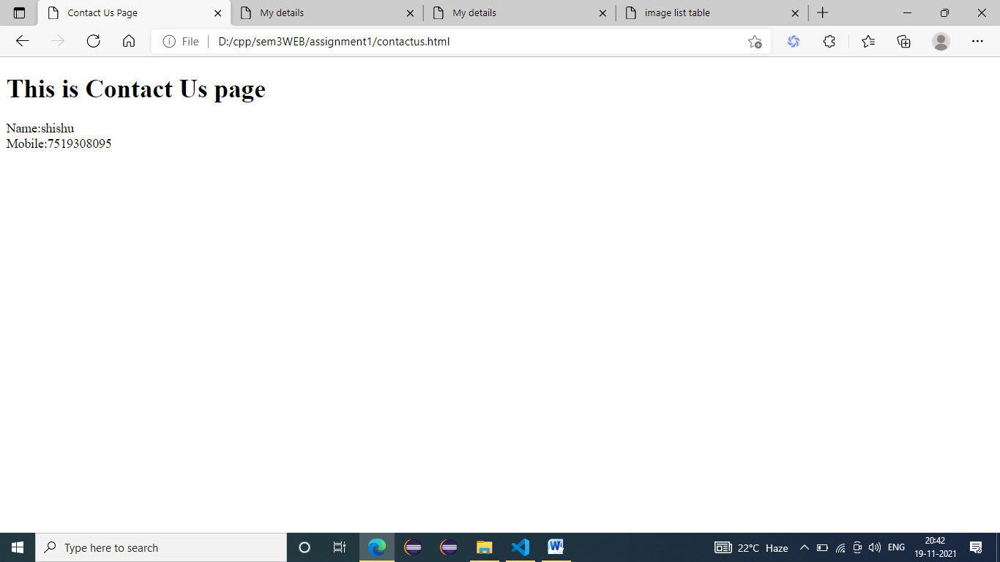 Contact Us Page
My details
My details
image list table
File
D:/cpp/sem3WEB/assignment1/contactus.html
This is Contact Us page
Name:shishu
Mobile:7519308095
Type here to search
22°C Haze
ENG
20:42
19-11-2021